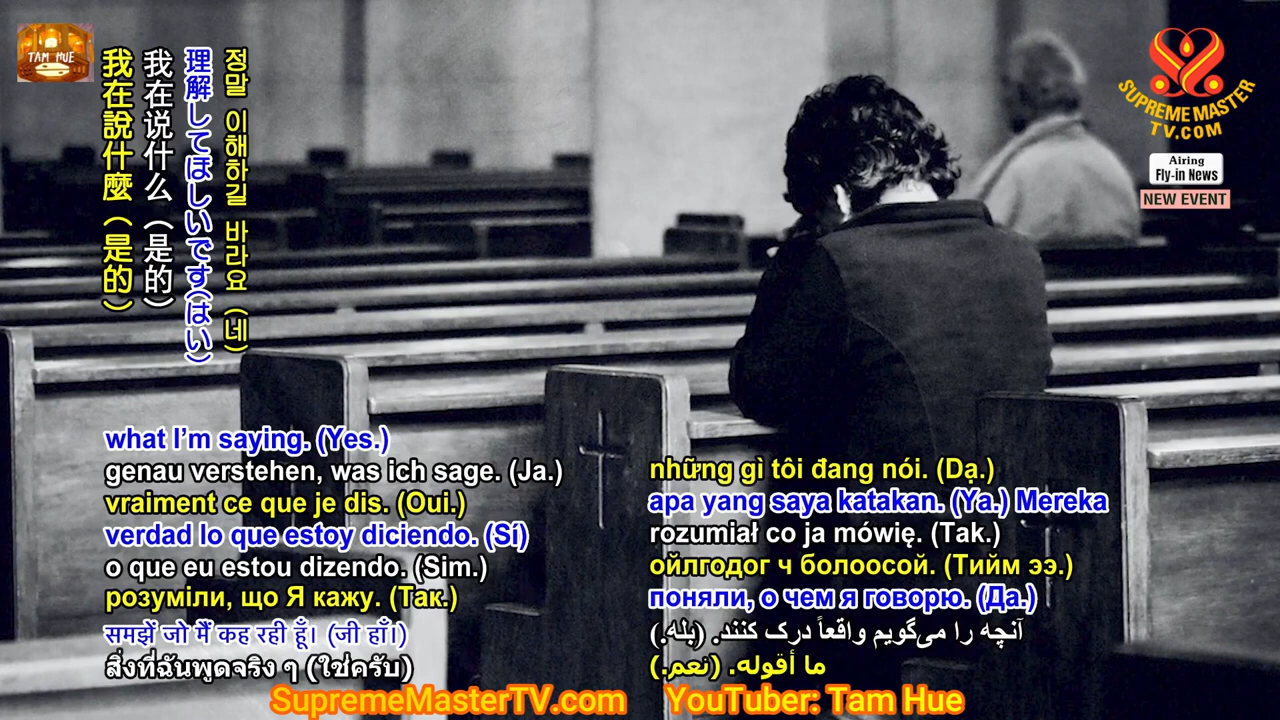 TAM HUE
我在說什麼（是的）
我在说什么（是的）
理解してほしいです(はい)
정말 이해하길 바라요 (네)
SUPREME MASTER
TV.COM
Airing
Fly-in News
NEW EVENT
what I'm saying. (Yes.)
genau verstehen, was ich sage. (Ja.)
vraiment ce que je dis. (Oui.)
verdad lo que estoy diciendo. (Sí)
o que eu estou dizendo. (Sim.)
розуміли, що Я кажу. (Так.)
समझें जो मैं कह रही हूँ। (जी हाँ।)
สิ่งที่ฉันพูดจริง ๆ (ใช่ครับ)
những gì tôi đang nói. (Dạ.)
apa yang saya katakan. (Ya.) Mereka
rozumiał co ja mówię. (Tak.)
ойлгодог ч болоосой. (Тийм ээ.)
поняли, о чем я говорю. (Да.)
آنچه را می‌گویم واقعاً درک کنند. (بله.)
ما أقوله. (نعم.)
SupremeMasterTV.com YouTuber: Tam Hue